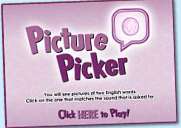 Picture
Picker
You will see pictures of two English words.
Click on the one that matches the sound that is asked for.
Click HERE to Play!